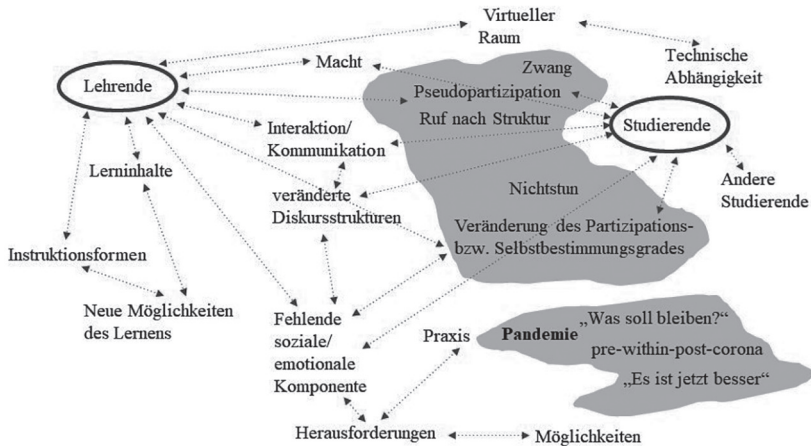 Virtueller
Raum
Technische
Abhängigkeit
Macht
Zwang
Lehrende
Pseudopartizipation
Ruf nach Struktur
Studierende
Interaktion/
Kommunikation
Lerninhalte
Andere
Studierende
Nichtstun
veränderte
Diskursstrukturen
Veränderung des Partizipations-
bzw. Selbstbestimmungsgrades
Instruktionsformen
Neue Möglichkeiten
des Lernens
Fehlende
soziale/
emotionale
Komponente
Praxis
Pandemie
„Was soll bleiben?“
pre-within-post-corona
„Es ist jetzt besser“
Herausforderungen
Möglichkeiten